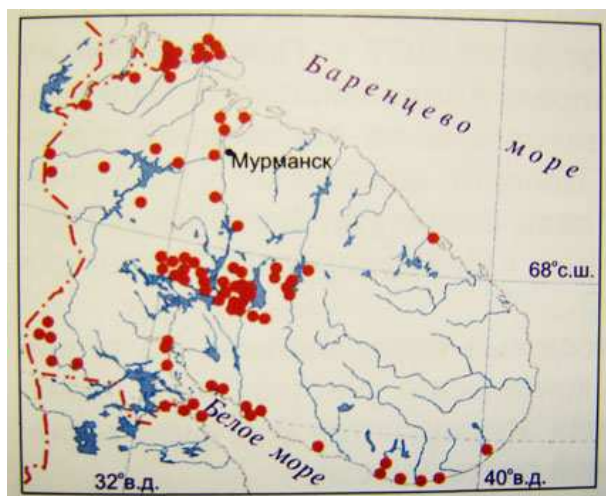 Баренцево море
Мурманск
68°с.ш.
Белое море
32°в.д.
40°в.д.